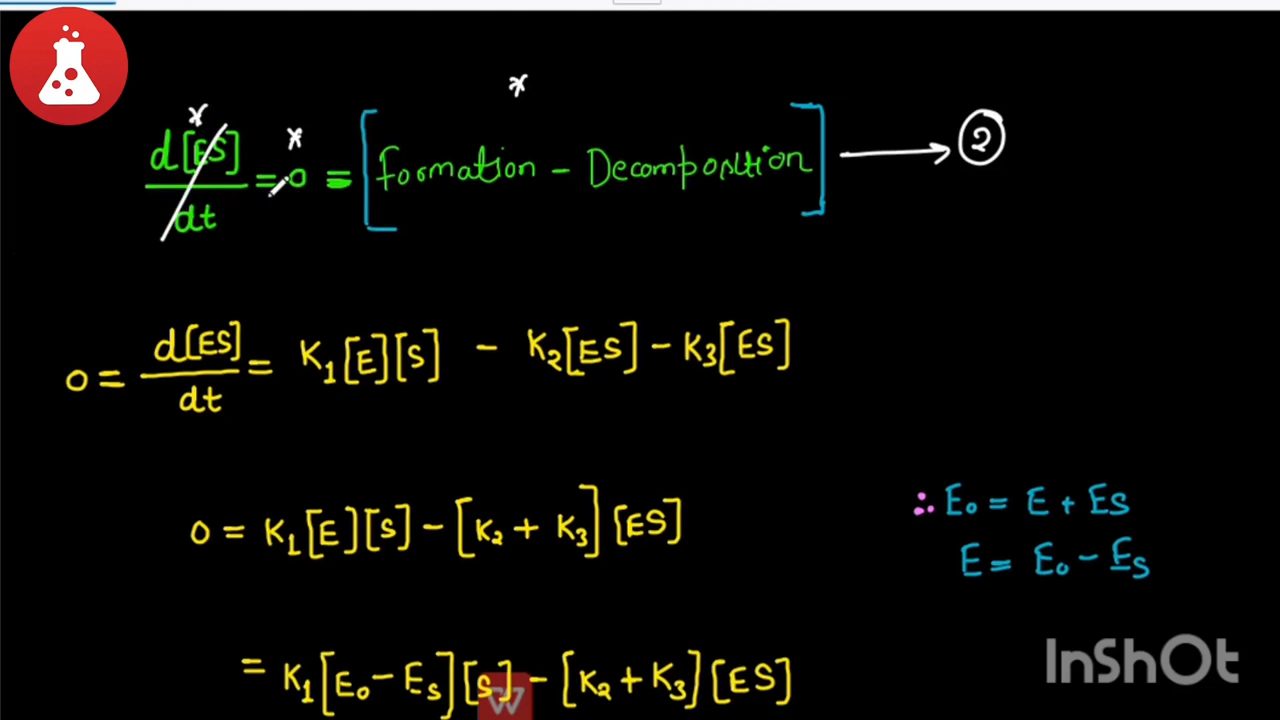 d[ES]/dt = 0 = [Formation - Decomposition] → ②
0 = d[ES]/dt = K₁[E][S] - K₂[ES] - K₃[ES]
0 = K₁[E][S] - [K₂ + K₃][ES]
∴ E₀ = E + ES
E = E₀ - Es
= K₁[E₀ - Es][S] - [K₂ + K₃][ES]
W
InShOt